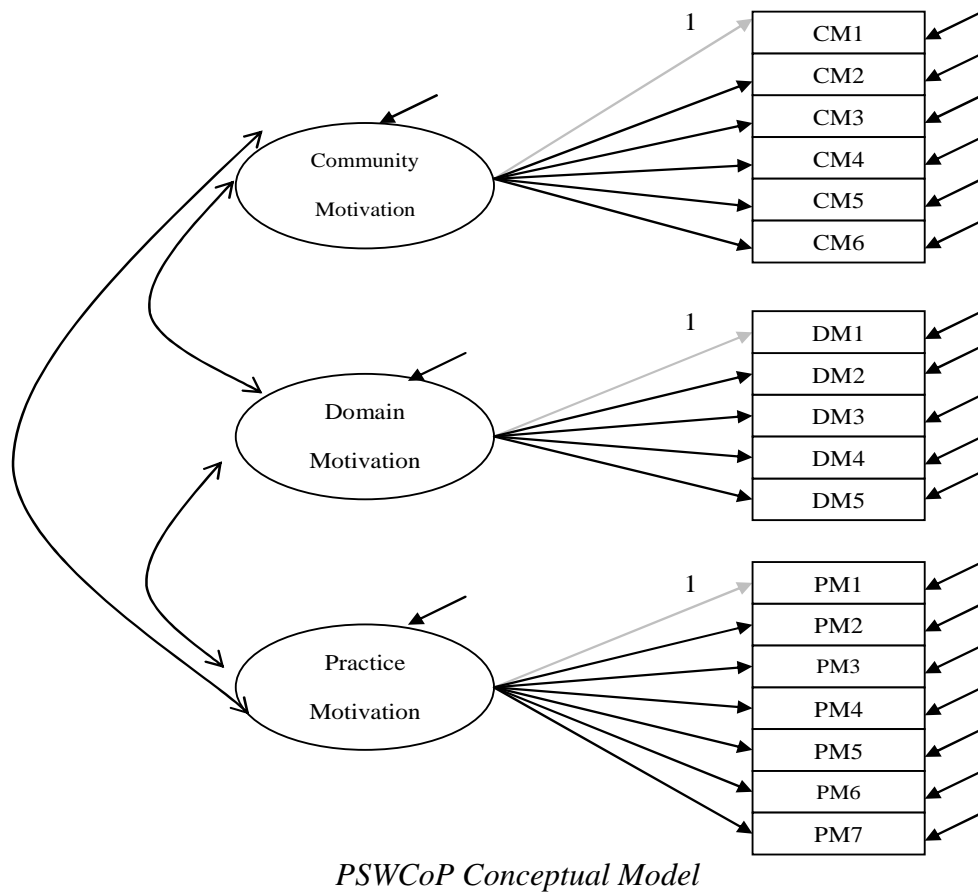 1
CM1
CM2
CM3
CM4
CM5
CM6
Community
Motivation
1
DM1
DM2
DM3
DM4
DM5
Domain
Motivation
1
PM1
PM2
PM3
PM4
PM5
PM6
PM7
Practice
Motivation
PSWCoP Conceptual Model